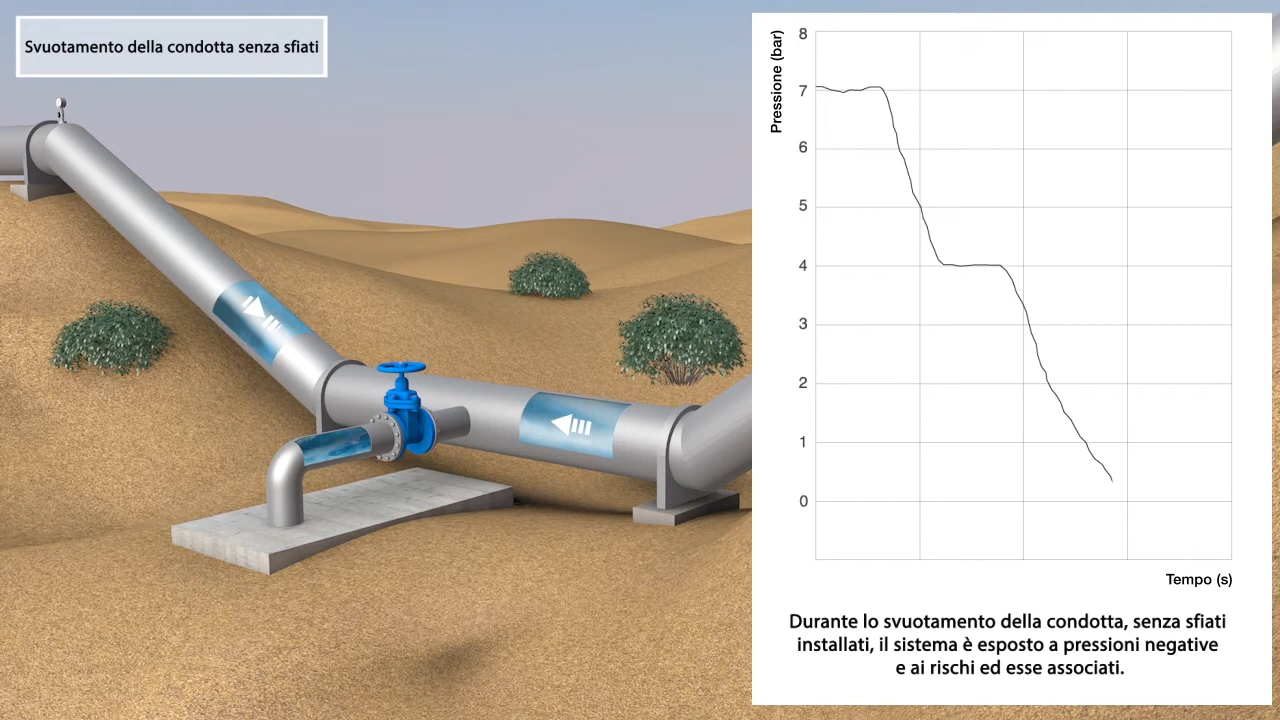 Svuotamento della condotta senza sfiati
Pressione (bar)
8
7
6
5
4
3
2
1
0
Tempo (s)
Durante lo svuotamento della condotta, senza sfiati
installati, il sistema è esposto a pressioni negative
e ai rischi ed esse associati.